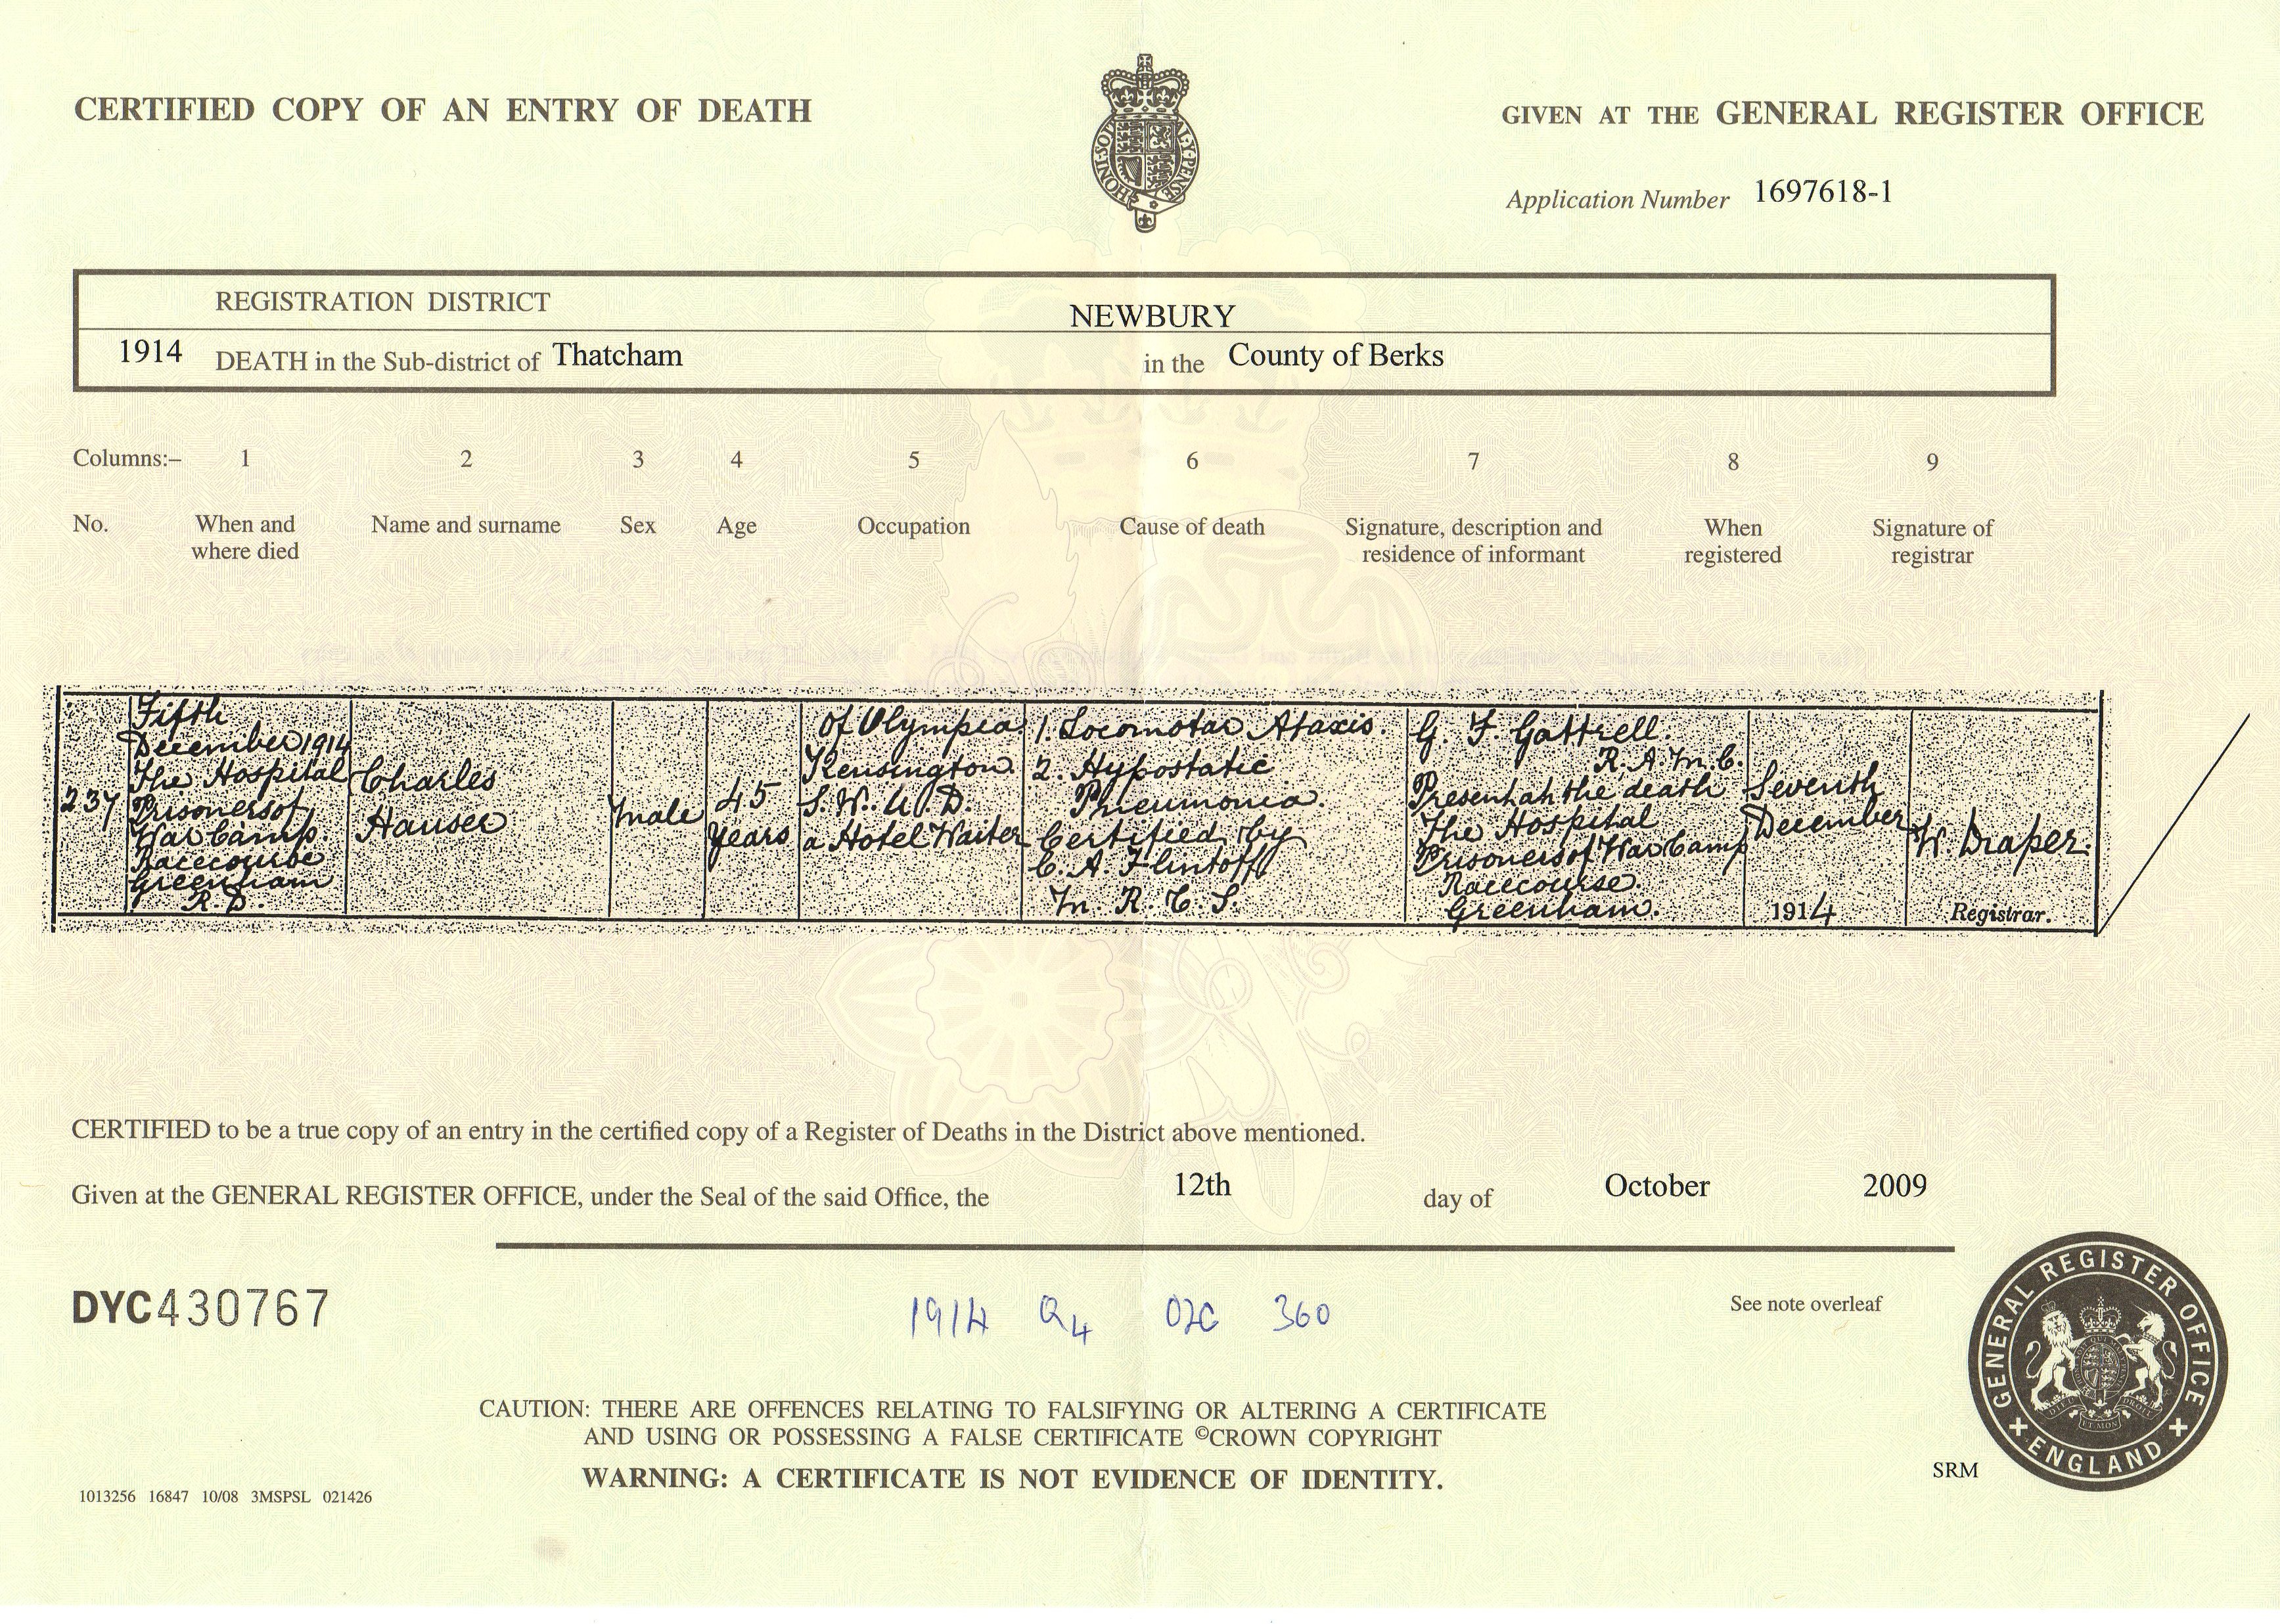 CERTIFIED COPY OF AN ENTRY OF DEATH
GIVEN AT THE GENERAL REGISTER OFFICE
HONI·SOI AL·Y·PENSE
Application Number 1697618-1
REGISTRATION DISTRICT
NEWBURY
1914 DEATH in the Sub-district of Thatcham in the County of Berks
Columns:– 1 2 3 4 5 6 7 8 9
No. When and where died Name and surname Sex Age Occupation Cause of death Signature, description and residence of informant When registered Signature of registrar
237
Fifth
December 1914
The Hospital
Prisoners of
War Camp.
Racecourse
Greenham
R. D.
Charles
Hauser
Male
45
years
of Olympia
Kensington
S. W. U. D.
a Hotel Waiter
1. Locomotar Ataxis.
2. Hypostatic
Pneumonia.
Certified by
C. A. Flintoff
M. R. C. S.
G. F. Gattrell.
R. A. M. C.
Present at the death
The Hospital
Prisoners of War Camp
Racecourse.
Greenham.
Seventh
December
1914
W. Draper.
Registrar.
CERTIFIED to be a true copy of an entry in the certified copy of a Register of Deaths in the District above mentioned.
Given at the GENERAL REGISTER OFFICE, under the Seal of the said Office, the 12th day of October 2009
DYC430767
1914 Q4 02C 360
See note overleaf
GENERAL REGISTER OFFICE
ENGLAND
CAUTION: THERE ARE OFFENCES RELATING TO FALSIFYING OR ALTERING A CERTIFICATE
AND USING OR POSSESSING A FALSE CERTIFICATE ©CROWN COPYRIGHT
WARNING: A CERTIFICATE IS NOT EVIDENCE OF IDENTITY.
SRM
1013256 16847 10/08 3MSPSL 021426